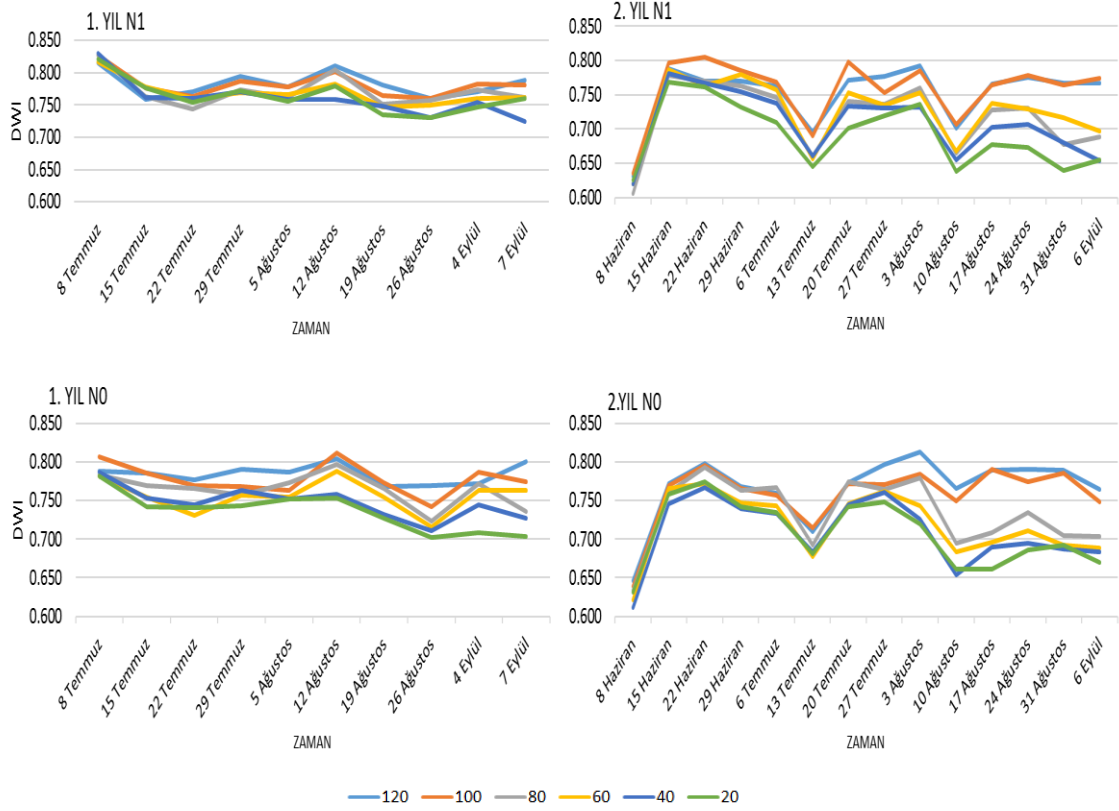 1. YIL N1
0.850
0.800
0.750
0.700
0.650
0.600
DWI
8 Temmuz
15 Temmuz
22 Temmuz
29 Temmuz
5 Ağustos
12 Ağustos
19 Ağustos
26 Ağustos
4 Eylül
7 Eylül
ZAMAN
2. YIL N1
0.850
0.800
0.750
0.700
0.650
0.600
8 Haziran
15 Haziran
22 Haziran
29 Haziran
6 Temmuz
13 Temmuz
20 Temmuz
27 Temmuz
3 Ağustos
10 Ağustos
17 Ağustos
24 Ağustos
31 Ağustos
6 Eylül
ZAMAN
1. YIL N0
0.850
0.800
0.750
0.700
0.650
0.600
DWI
8 Temmuz
15 Temmuz
22 Temmuz
29 Temmuz
5 Ağustos
12 Ağustos
19 Ağustos
26 Ağustos
4 Eylül
7 Eylül
ZAMAN
2.YIL N0
0.850
0.800
0.750
0.700
0.650
0.600
8 Haziran
15 Haziran
22 Haziran
29 Haziran
6 Temmuz
13 Temmuz
20 Temmuz
27 Temmuz
3 Ağustos
10 Ağustos
17 Ağustos
24 Ağustos
31 Ağustos
6 Eylül
ZAMAN
120 100 80 60 40 20